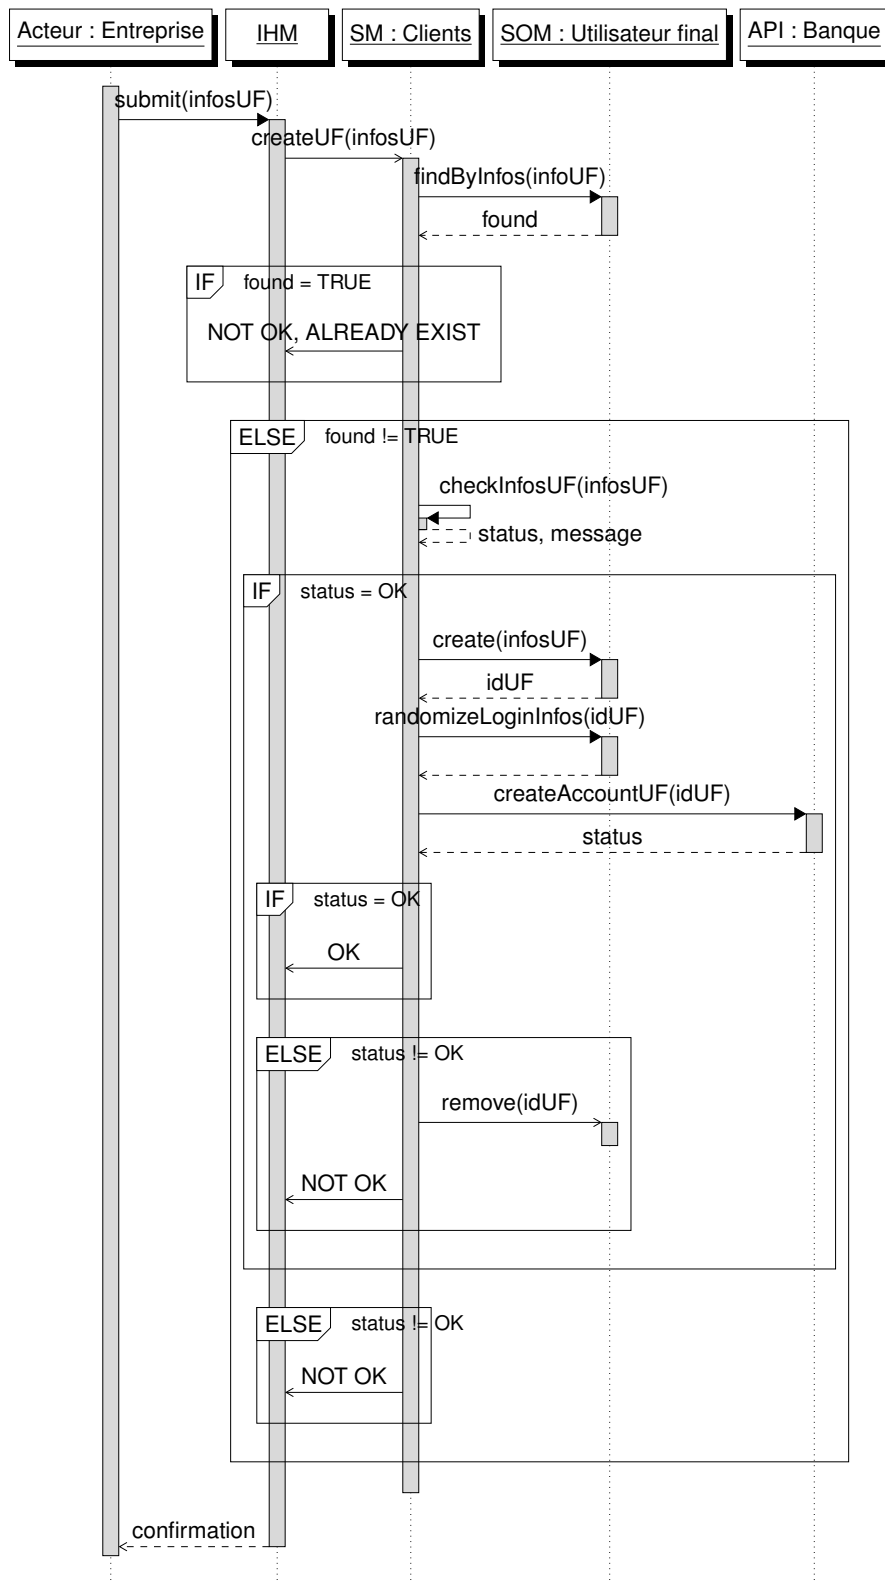 Acteur : Entreprise
IHM
SM : Clients
SOM : Utilisateur final
API : Banque
submit(infosUF)
createUF(infosUF)
findByInfos(infoUF)
found
IF found = TRUE
NOT OK, ALREADY EXIST
ELSE found != TRUE
checkInfosUF(infosUF)
status, message
IF status = OK
create(infosUF)
idUF
randomizeLoginInfos(idUF)
createAccountUF(idUF)
status
IF status = OK
OK
ELSE status != OK
remove(idUF)
NOT OK
ELSE status != OK
NOT OK
confirmation